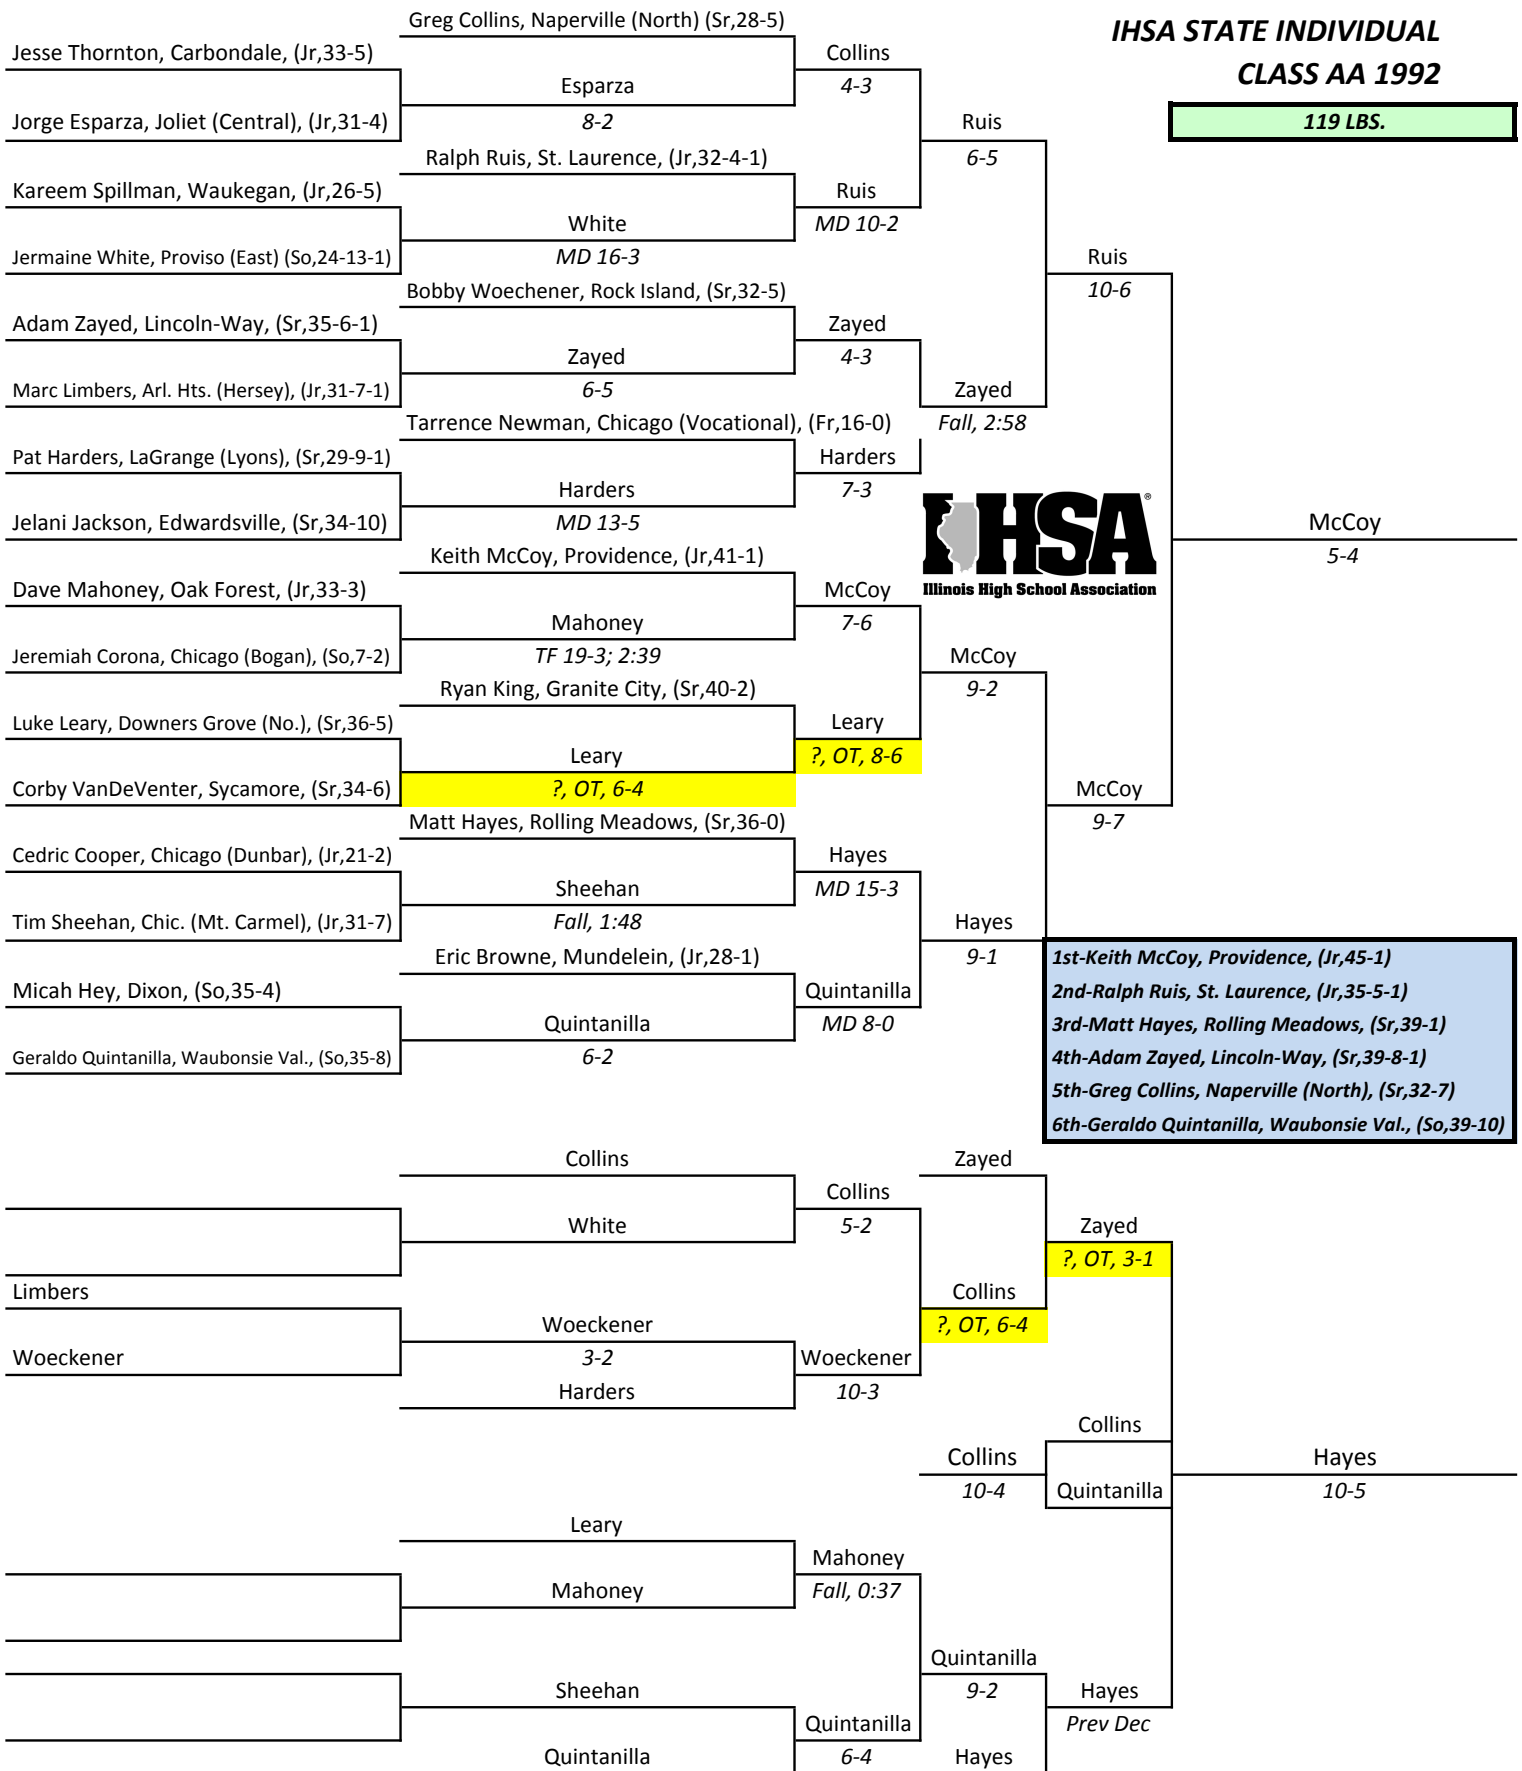 IHSA STATE INDIVIDUAL
CLASS AA 1992
119 LBS.
Greg Collins, Naperville (North) (Sr,28-5)
Jesse Thornton, Carbondale, (Jr,33-5)
Collins
Esparza
4-3
Jorge Esparza, Joliet (Central), (Jr,31-4)
8-2
Ruis
Ralph Ruis, St. Laurence, (Jr,32-4-1)
6-5
Kareem Spillman, Waukegan, (Jr,26-5)
Ruis
White
MD 10-2
Jermaine White, Proviso (East) (So,24-13-1)
MD 16-3
Ruis
Bobby Woechener, Rock Island, (Sr,32-5)
10-6
Adam Zayed, Lincoln-Way, (Sr,35-6-1)
Zayed
Zayed
4-3
Marc Limbers, Arl. Hts. (Hersey), (Jr,31-7-1)
6-5
Zayed
Tarrence Newman, Chicago (Vocational), (Fr,16-0)
Fall, 2:58
Pat Harders, LaGrange (Lyons), (Sr,29-9-1)
Harders
Harders
7-3
Jelani Jackson, Edwardsville, (Sr,34-10)
MD 13-5
IHSA®
Illinois High School Association
McCoy
5-4
Keith McCoy, Providence, (Jr,41-1)
Dave Mahoney, Oak Forest, (Jr,33-3)
McCoy
Mahoney
7-6
Jeremiah Corona, Chicago (Bogan), (So,7-2)
TF 19-3; 2:39
McCoy
Ryan King, Granite City, (Sr,40-2)
9-2
Luke Leary, Downers Grove (No.), (Sr,36-5)
Leary
Leary
?, OT, 8-6
Corby VanDeVenter, Sycamore, (Sr,34-6)
?, OT, 6-4
McCoy
Matt Hayes, Rolling Meadows, (Sr,36-0)
9-7
Cedric Cooper, Chicago (Dunbar), (Jr,21-2)
Hayes
Sheehan
MD 15-3
Tim Sheehan, Chic. (Mt. Carmel), (Jr,31-7)
Fall, 1:48
Hayes
Eric Browne, Mundelein, (Jr,28-1)
9-1
Micah Hey, Dixon, (So,35-4)
Quintanilla
Quintanilla
MD 8-0
Geraldo Quintanilla, Waubonsie Val., (So,35-8)
6-2
1st-Keith McCoy, Providence, (Jr,45-1)
2nd-Ralph Ruis, St. Laurence, (Jr,35-5-1)
3rd-Matt Hayes, Rolling Meadows, (Sr,39-1)
4th-Adam Zayed, Lincoln-Way, (Sr,39-8-1)
5th-Greg Collins, Naperville (North), (Sr,32-7)
6th-Geraldo Quintanilla, Waubonsie Val., (So,39-10)
Collins
Zayed
Collins
White
5-2
Zayed
?, OT, 3-1
Limbers
Collins
Woeckener
?, OT, 6-4
Woeckener
3-2
Woeckener
Harders
10-3
Collins
Collins
Hayes
10-4
Quintanilla
10-5
Leary
Mahoney
Mahoney
Fall, 0:37
Quintanilla
Sheehan
9-2
Hayes
Quintanilla
Prev Dec
Quintanilla
6-4
Hayes